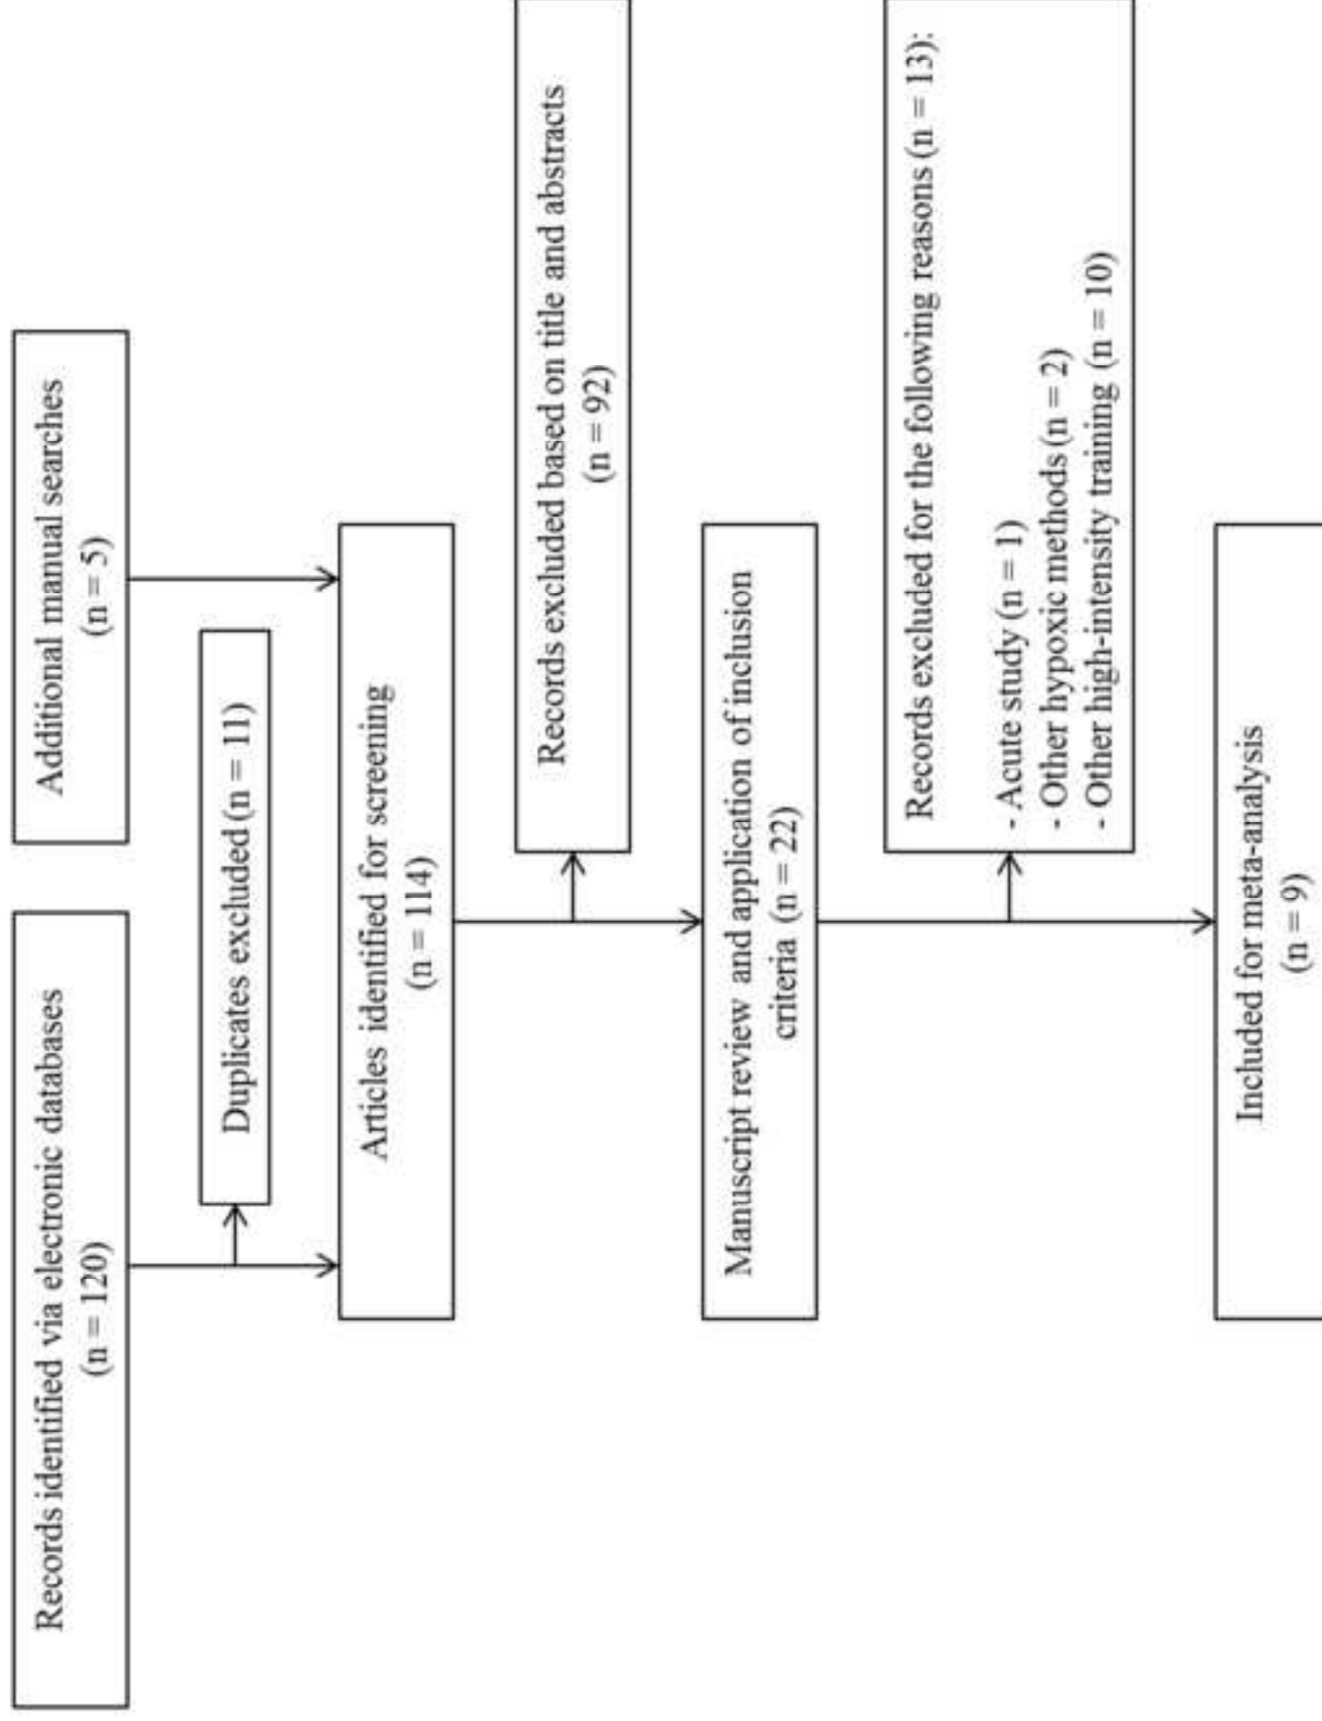 Records identified via electronic databases
(n = 120)
Additional manual searches
(n = 5)
Duplicates excluded (n = 11)
Articles identified for screening
(n = 114)
Records excluded based on title and abstracts
(n = 92)
Manuscript review and application of inclusion
criteria (n = 22)
Records excluded for the following reasons (n = 13):
- Acute study (n = 1)
- Other hypoxic methods (n = 2)
- Other high-intensity training (n = 10)
Included for meta-analysis
(n = 9)